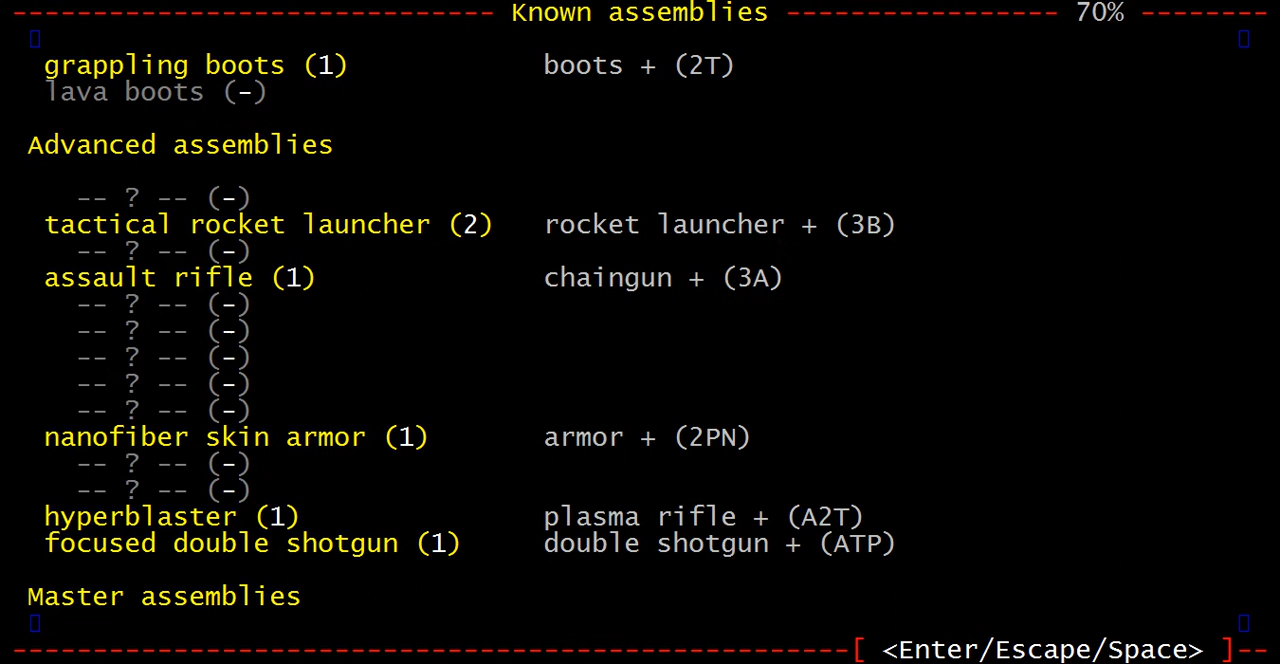 Known assemblies 70%
grappling boots (1) boots + (2T)
lava boots (-)
Advanced assemblies
-- ? -- (-)
tactical rocket launcher (2) rocket launcher + (3B)
-- ? -- (-)
assault rifle (1) chaingun + (3A)
-- ? -- (-)
-- ? -- (-)
-- ? -- (-)
-- ? -- (-)
-- ? -- (-)
nanofiber skin armor (1) armor + (2PN)
-- ? -- (-)
-- ? -- (-)
hyperblaster (1) plasma rifle + (A2T)
focused double shotgun (1) double shotgun + (ATP)
Master assemblies
[ <Enter/Escape/Space> ]